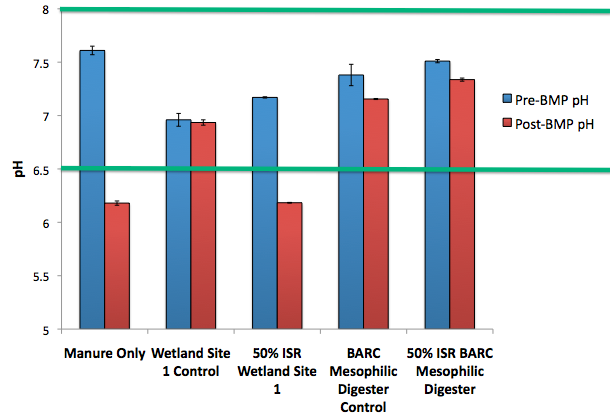 8
7.5
7
6.5
6
5.5
5
pH
Pre-BMP pH
Post-BMP pH
Manure Only
Wetland Site
1 Control
50% ISR
Wetland Site
1
BARC
Mesophilic
Digester
Control
50% ISR BARC
Mesophilic
Digester